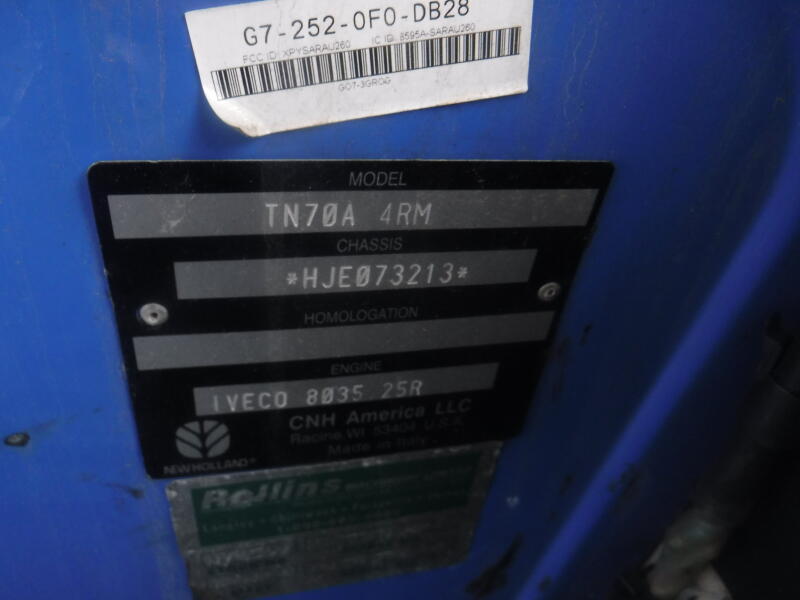 G7-252-0F0-DB28
FCC ID: XPYSARAU260 IC ID: 8595A-SARAU260
GO7-3GROG
MODEL
TN70A 4RM
CHASSIS
*HJE073213*
HOMOLOGATION
ENGINE
IVECO 8035 25R
CNH America LLC
Racine, WI 53404 U.S.A.
Made in Italy
NEW HOLLAND
Rollins